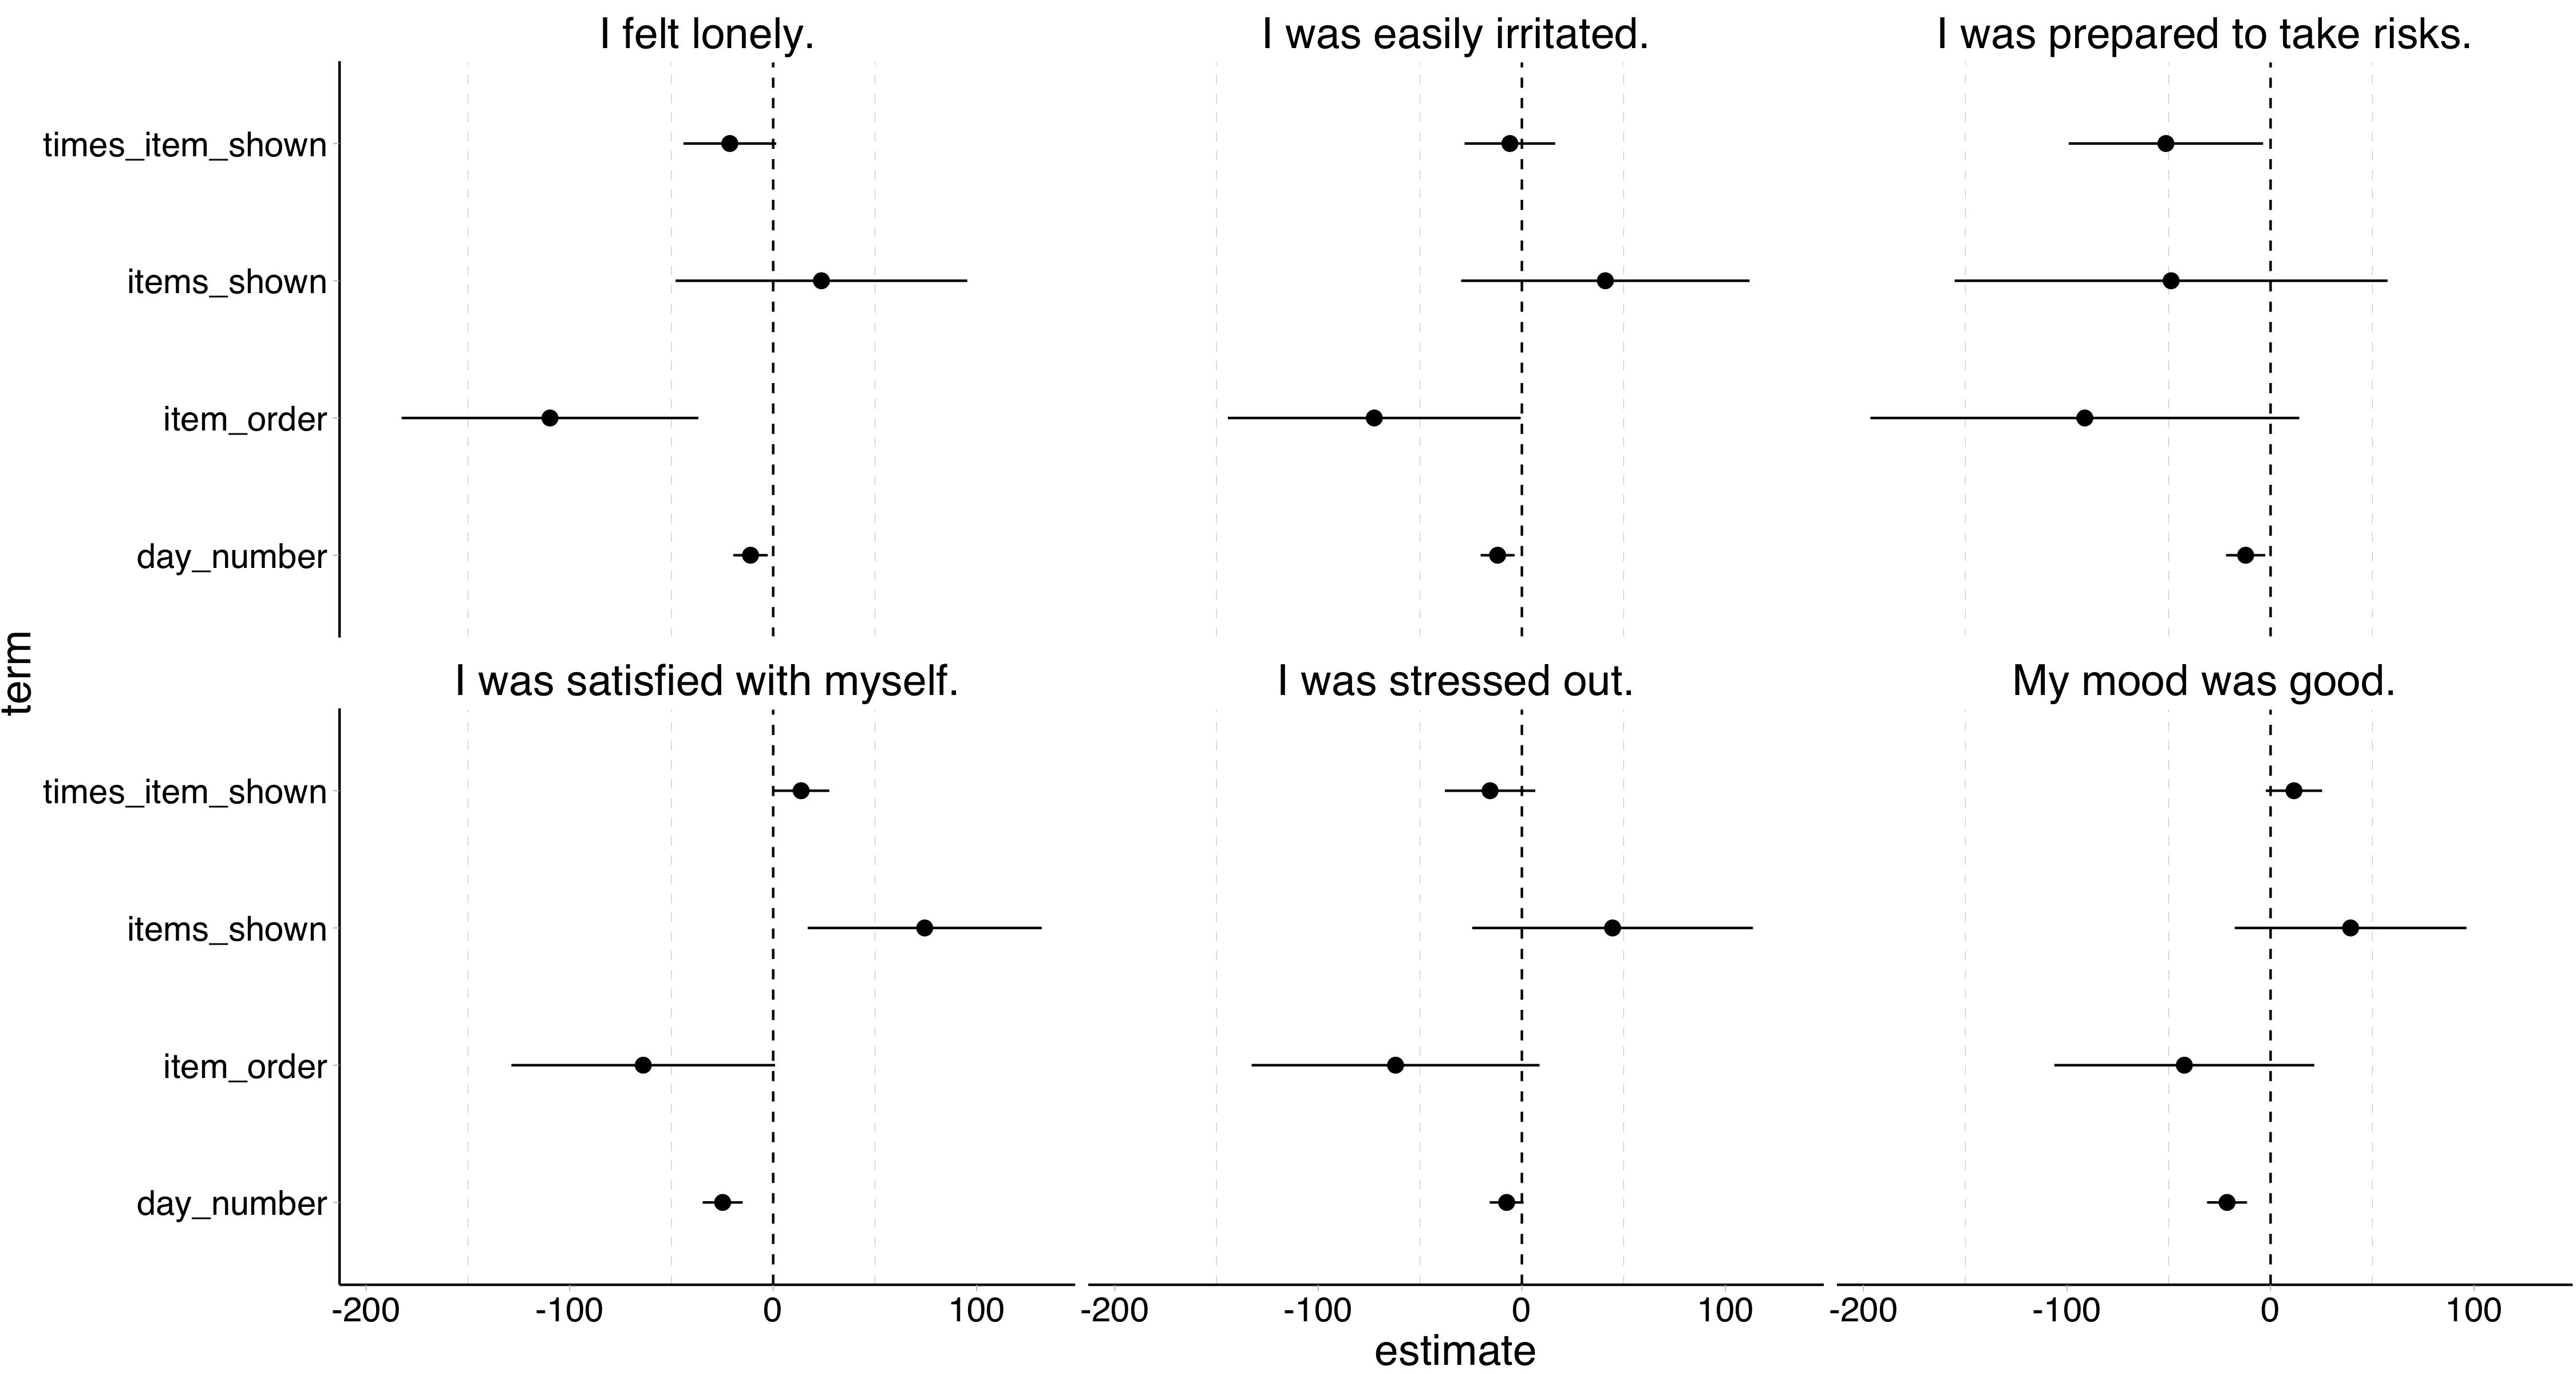 I felt lonely.
I was easily irritated.
I was prepared to take risks.
times_item_shown
items_shown
item_order
day_number
term
I was satisfied with myself.
I was stressed out.
My mood was good.
times_item_shown
items_shown
item_order
day_number
-200 -100 0 100 -200 -100 0 100 -200 -100 0 100
estimate